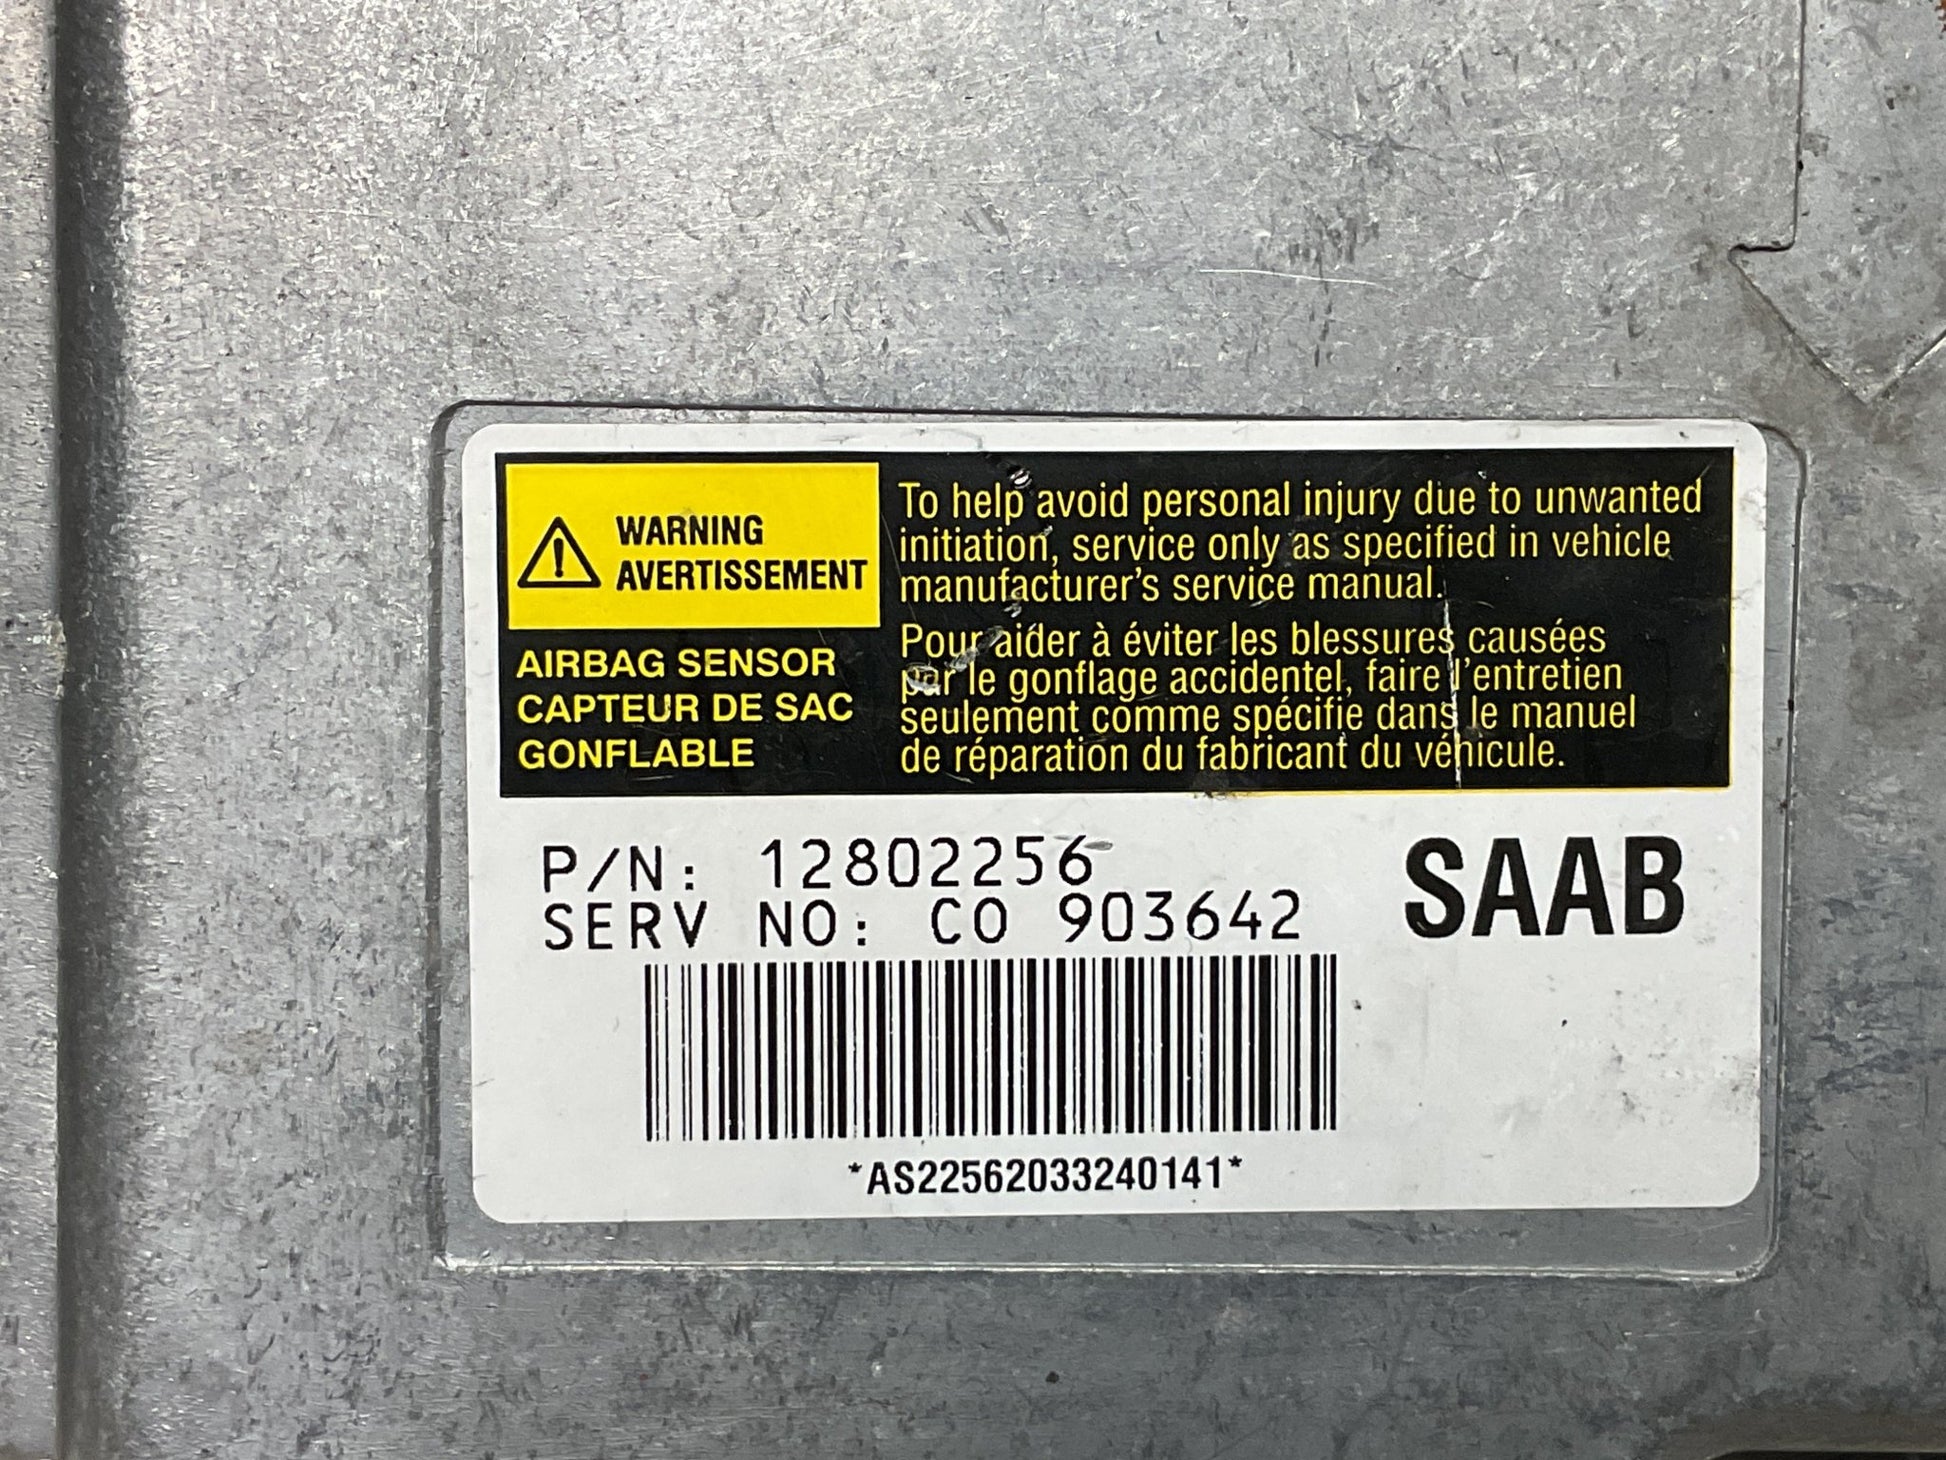 WARNING
AVERTISSEMENT
AIRBAG SENSOR
CAPTEUR DE SAC
GONFLABLE
To help avoid personal injury due to unwanted
initiation, service only as specified in vehicle
manufacturer's service manual.
Pour aider à éviter les blessures causées
par le gonflage accidentel, faire l'entretien
seulement comme spécifie dans le manuel
de réparation du fabricant du véhicule.
P/N: 12802256
SERV NO: CO 903642
SAAB
*AS22562033240141*